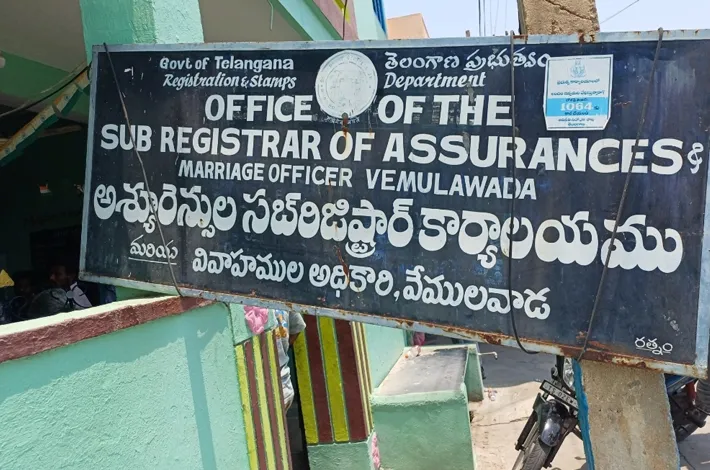 Govt of Telangana
తెలంగాణ ప్రభుత్వం
Registration & Stamps
Department
OFFICE OF THE
SUB REGISTRAR OF ASSURANCES &
MARRIAGE OFFICER VEMULAWADA
అశ్యూరెన్సుల సబ్‌రిజిస్ట్రార్ కార్యాలయము
మరియు వివాహముల అధికారి, వేములవాడ
రత్నం
1064